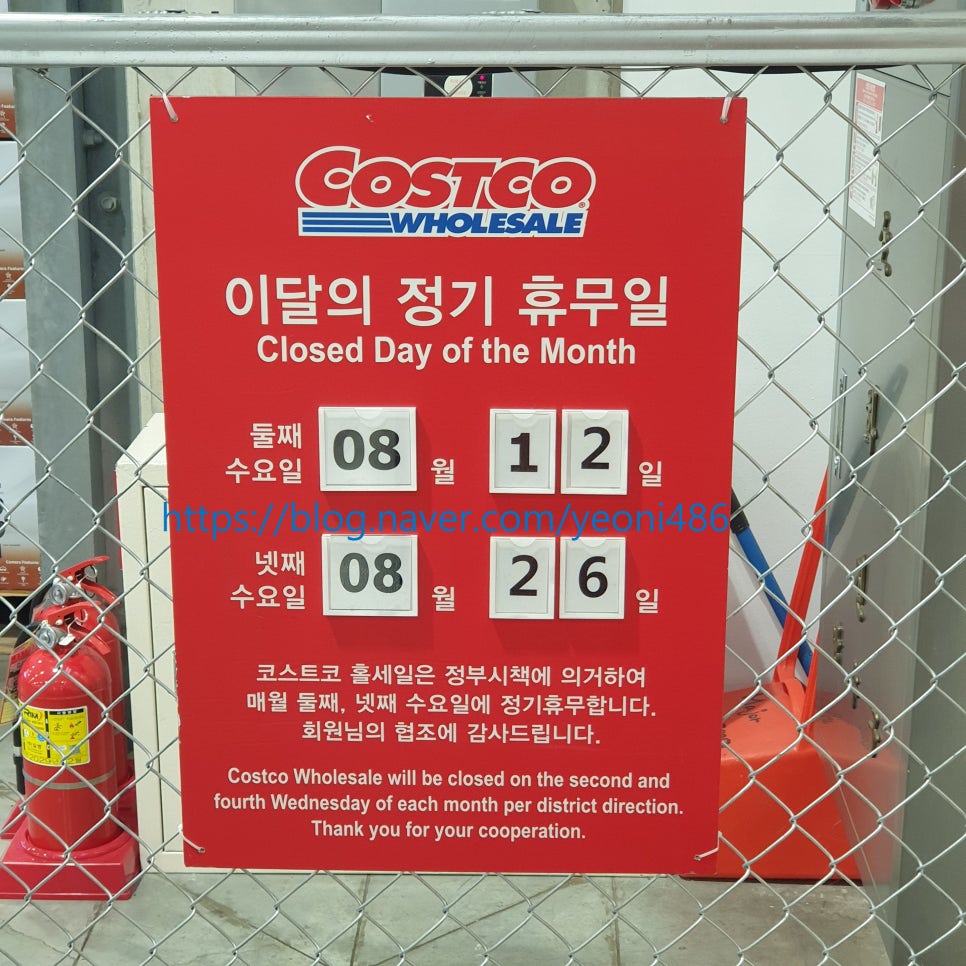 COSTCO
WHOLESALE
이달의 정기 휴무일
Closed Day of the Month
둘째
수요일 08 월 12 일
https://blog.naver.com/yeoni486
넷째
수요일 08 월 26 일
코스트코 홀세일은 정부시책에 의거하여
매월 둘째, 넷째 수요일에 정기휴무합니다.
회원님의 협조에 감사드립니다.
Costco Wholesale will be closed on the second and
fourth Wednesday of each month per district direction.
Thank you for your cooperation.